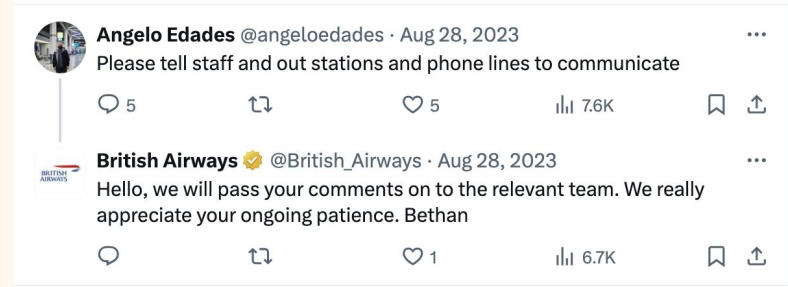 Angelo Edades @angeloedades · Aug 28, 2023
Please tell staff and out stations and phone lines to communicate
5 5 7.6K
BRITISH AIRWAYS
British Airways @British_Airways · Aug 28, 2023
Hello, we will pass your comments on to the relevant team. We really
appreciate your ongoing patience. Bethan
1 6.7K